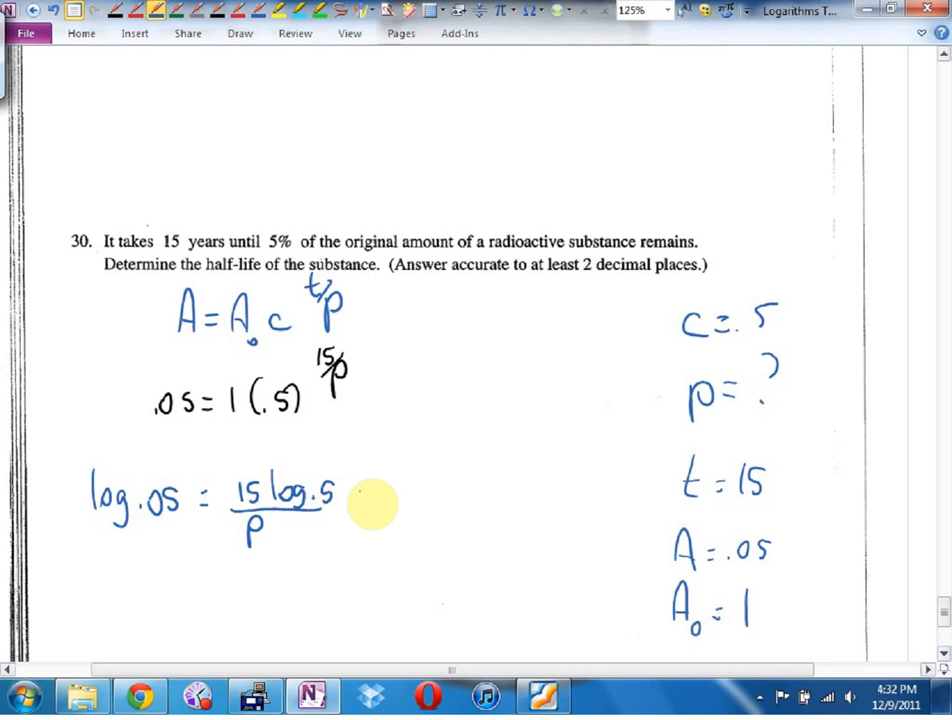 125%
Logarithms T...
File Home Insert Share Draw Review View Pages Add-Ins
30. It takes 15 years until 5% of the original amount of a radioactive substance remains.
Determine the half-life of the substance. (Answer accurate to at least 2 decimal places.)
A = A₀ c^(t/p)
c = .5
.05 = 1 (.5)^(15/p)
p = ?
log .05 = 15 log .5 / p
t = 15
A = .05
A₀ = 1
4:32 PM
12/9/2011